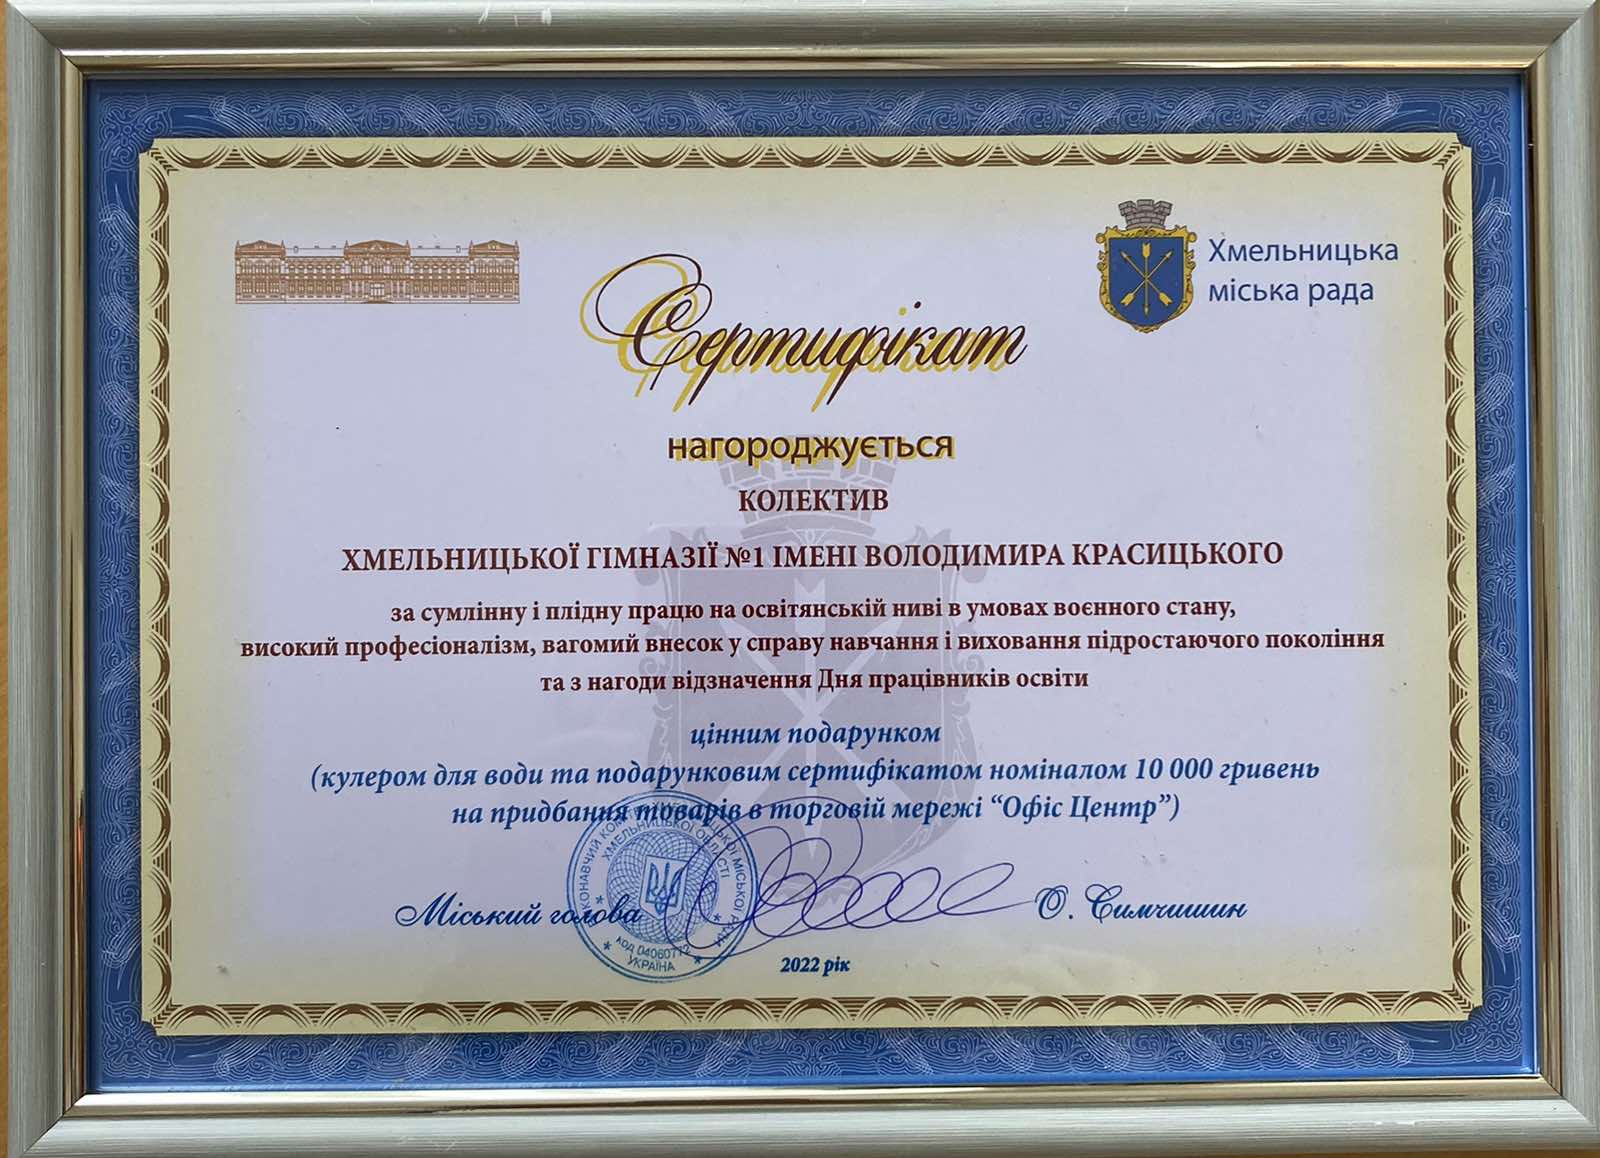 Хмельницька
міська рада
Сертифікат
нагороджується
КОЛЕКТИВ
ХМЕЛЬНИЦЬКОЇ ГІМНАЗІЇ №1 ІМЕНІ ВОЛОДИМИРА КРАСИЦЬКОГО
за сумлінну і плідну працю на освітянській ниві в умовах воєнного стану,
високий професіоналізм, вагомий внесок у справу навчання і виховання підростаючого покоління
та з нагоди відзначення Дня працівників освіти
цінним подарунком
(кулером для води та подарунковим сертифікатом номіналом 10 000 гривень
на придбання товарів в торговій мережі “Офіс Центр”)
Міський голова
О. Симчишин
ХМЕЛЬНИЦЬКОЇ ОБЛАСТІ
УКРАЇНА
2022 рік